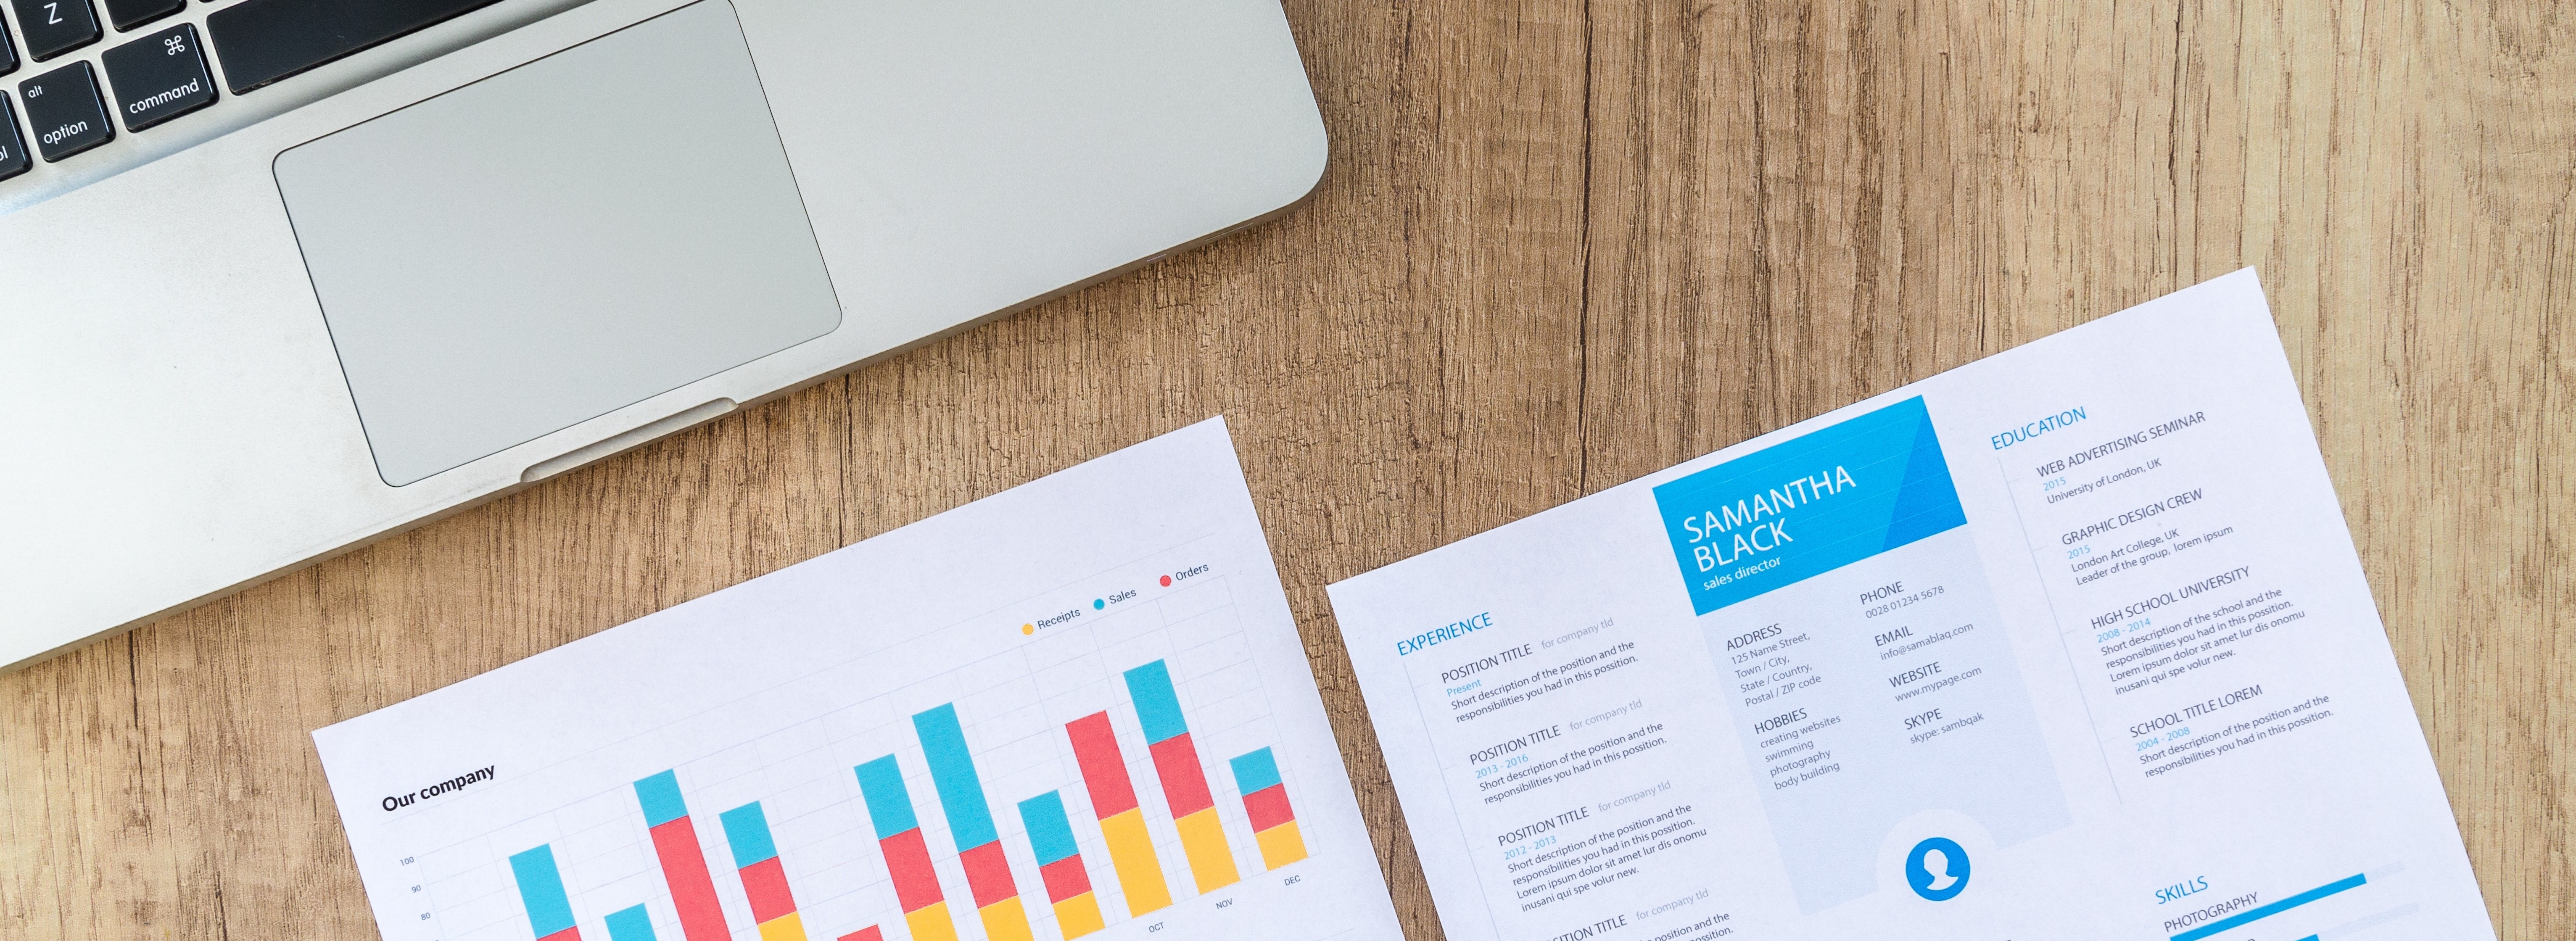 Z
⌘
alt
option
command
Our company
Receipts
Sales
Orders
100
90
80
OCT
NOV
DEC
EXPERIENCE
POSITION TITLE for company tld
Present
Short description of the position and the
responsibilities you had in this possition.
POSITION TITLE for company tld
2013 - 2016
Short description of the position and the
responsibilities you had in this possition.
POSITION TITLE for company tld
2012 - 2013
Short description of the position and the
responsibilities you had in this possition.
Lorem ipsum dolor sit amet lur dis onomu
inusani qui spe volur new.
TITLE for company tld
position and the
possition.
SAMANTHA
BLACK
sales director
ADDRESS
125 Name Street,
Town / City,
State / Country,
Postal / ZIP code
HOBBIES
creating websites
swimming
photography
body building
PHONE
0028 01234 5678
EMAIL
info@samablaq.com
WEBSITE
www.mypage.com
SKYPE
skype: sambqak
EDUCATION
WEB ADVERTISING SEMINAR
2015
University of London, UK
GRAPHIC DESIGN CREW
2015
London Art College, UK
Leader of the group, lorem ipsum
HIGH SCHOOL UNIVERSITY
2008 - 2014
Short description of the school and the
responsibilities you had in this possition.
Lorem ipsum dolor sit amet lur dis onomu
inusani qui spe volur new.
SCHOOL TITLE LOREM
2004 - 2008
Short description of the position and the
responsibilities you had in this possition.
SKILLS
PHOTOGRAPHY